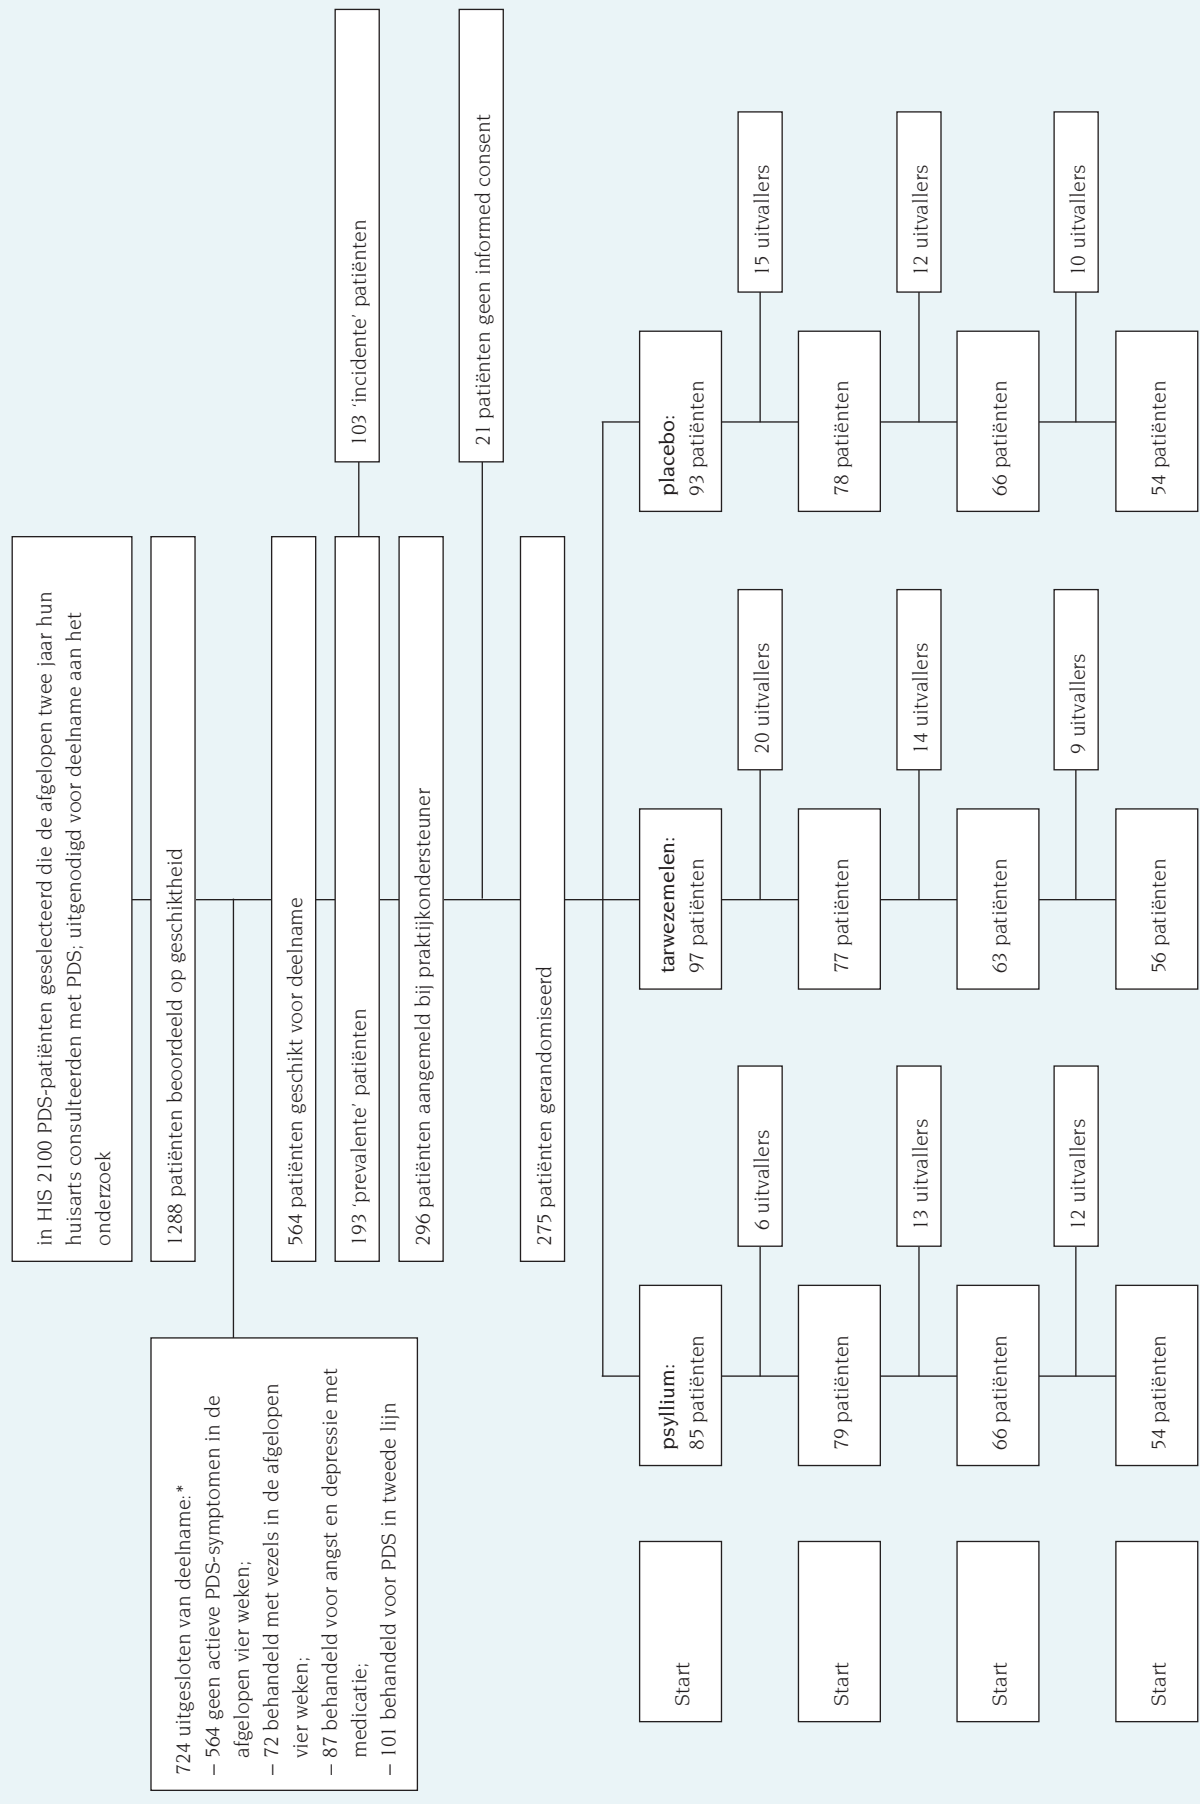 in HIS 2100 PDS-patiënten geselecteerd die de afgelopen twee jaar hun
huisarts consulteerden met PDS; uitgenodigd voor deelname aan het
onderzoek
1288 patiënten beoordeeld op geschiktheid
724 uitgesloten van deelname:*
– 564 geen actieve PDS-symptomen in de
afgelopen vier weken;
– 72 behandeld met vezels in de afgelopen
vier weken;
– 87 behandeld voor angst en depressie met
medicatie;
– 101 behandeld voor PDS in tweede lijn
564 patiënten geschikt voor deelname
193 ‘prevalente’ patiënten
103 ‘incidente’ patiënten
296 patiënten aangemeld bij praktijkondersteuner
21 patiënten geen informed consent
275 patiënten gerandomiseerd
Start
psyllium:
85 patiënten
tarwezemelen:
97 patiënten
placebo:
93 patiënten
6 uitvallers
20 uitvallers
15 uitvallers
Start
79 patiënten
77 patiënten
78 patiënten
13 uitvallers
14 uitvallers
12 uitvallers
Start
66 patiënten
63 patiënten
66 patiënten
12 uitvallers
9 uitvallers
10 uitvallers
Start
54 patiënten
56 patiënten
54 patiënten